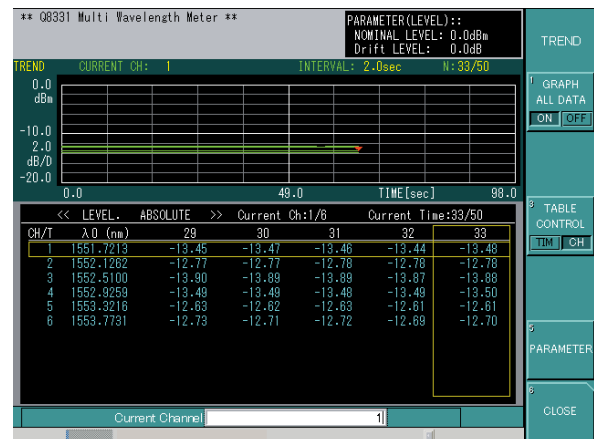 ** Q8331 Multi Wavelength Meter **
PARAMETER(LEVEL)::
NOMINAL LEVEL: 0.0dBm
Drift LEVEL: 0.0dB
TREND CURRENT CH: 1 INTERVAL: 2.0sec N:33/50
0.0
dBm
-10.0
2.0
dB/D
-20.0
0.0 49.0 TIME[sec] 98.0
<< LEVEL. ABSOLUTE >> Current Ch:1/6 Current Time:33/50
CH/T λ0 (nm) 29 30 31 32 33
1 1551.7213 -13.45 -13.47 -13.46 -13.44 -13.48
2 1552.1262 -12.77 -12.77 -12.78 -12.78 -12.78
3 1552.5100 -13.90 -13.89 -13.89 -13.87 -13.88
4 1552.9259 -13.49 -13.49 -13.48 -13.49 -13.50
5 1553.3216 -12.63 -12.62 -12.63 -12.61 -12.61
6 1553.7731 -12.73 -12.71 -12.72 -12.69 -12.70
Current Channel 1
TREND
1 GRAPH
ALL DATA
ON OFF
3 TABLE
CONTROL
TIM CH
5
PARAMETER
6
CLOSE